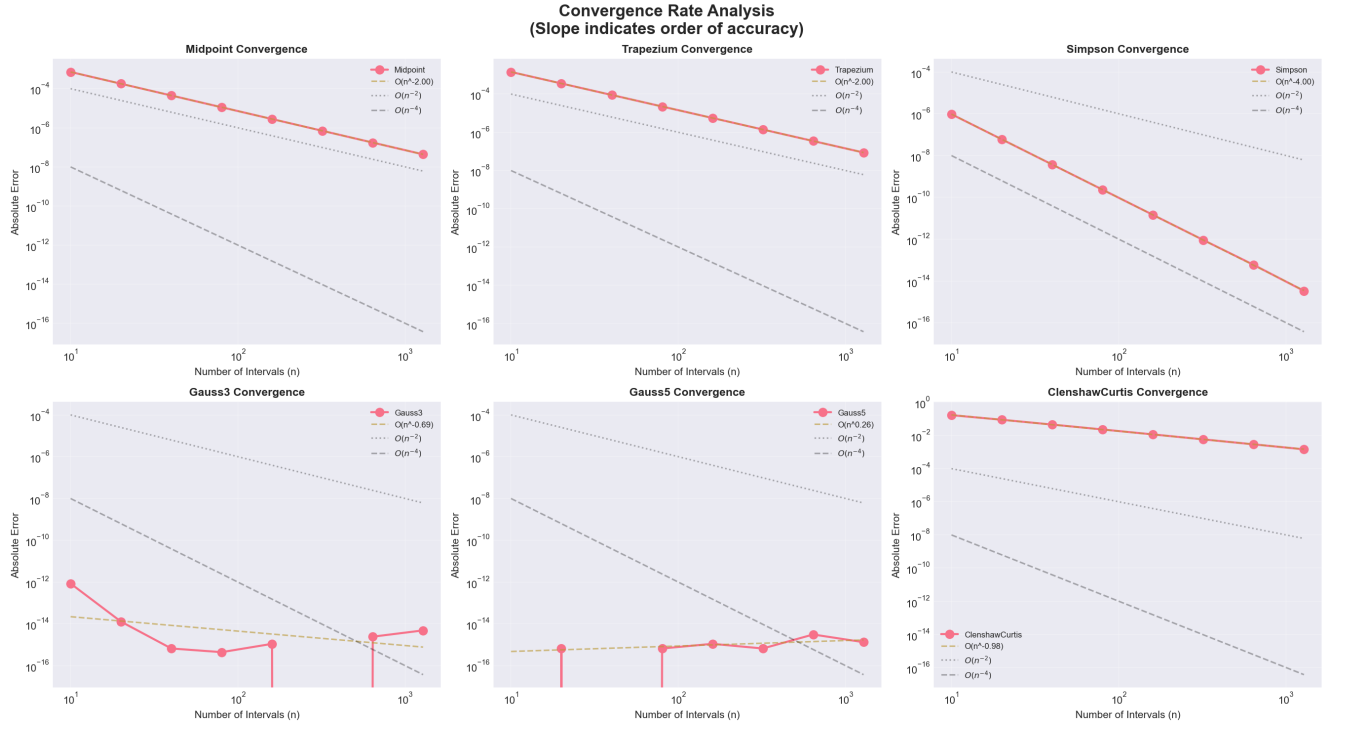 Convergence Rate Analysis
(Slope indicates order of accuracy)
Midpoint Convergence
Absolute Error
10^−4
10^−6
10^−8
10^−10
10^−12
10^−14
10^−16
Midpoint
O(n^-2.00)
O(n^−2)
O(n^−4)
10^1
10^2
10^3
Number of Intervals (n)
Trapezium Convergence
Absolute Error
10^−4
10^−6
10^−8
10^−10
10^−12
10^−14
10^−16
Trapezium
O(n^-2.00)
O(n^−2)
O(n^−4)
10^1
10^2
10^3
Number of Intervals (n)
Simpson Convergence
Absolute Error
10^−4
10^−6
10^−8
10^−10
10^−12
10^−14
10^−16
Simpson
O(n^-4.00)
O(n^−2)
O(n^−4)
10^1
10^2
10^3
Number of Intervals (n)
Gauss3 Convergence
Absolute Error
10^−4
10^−6
10^−8
10^−10
10^−12
10^−14
10^−16
Gauss3
O(n^-0.69)
O(n^−2)
O(n^−4)
10^1
10^2
10^3
Number of Intervals (n)
Gauss5 Convergence
Absolute Error
10^−4
10^−6
10^−8
10^−10
10^−12
10^−14
10^−16
Gauss5
O(n^0.26)
O(n^−2)
O(n^−4)
10^1
10^2
10^3
Number of Intervals (n)
ClenshawCurtis Convergence
Absolute Error
10^0
10^−2
10^−4
10^−6
10^−8
10^−10
10^−12
10^−14
10^−16
ClenshawCurtis
O(n^-0.98)
O(n^−2)
O(n^−4)
10^1
10^2
10^3
Number of Intervals (n)